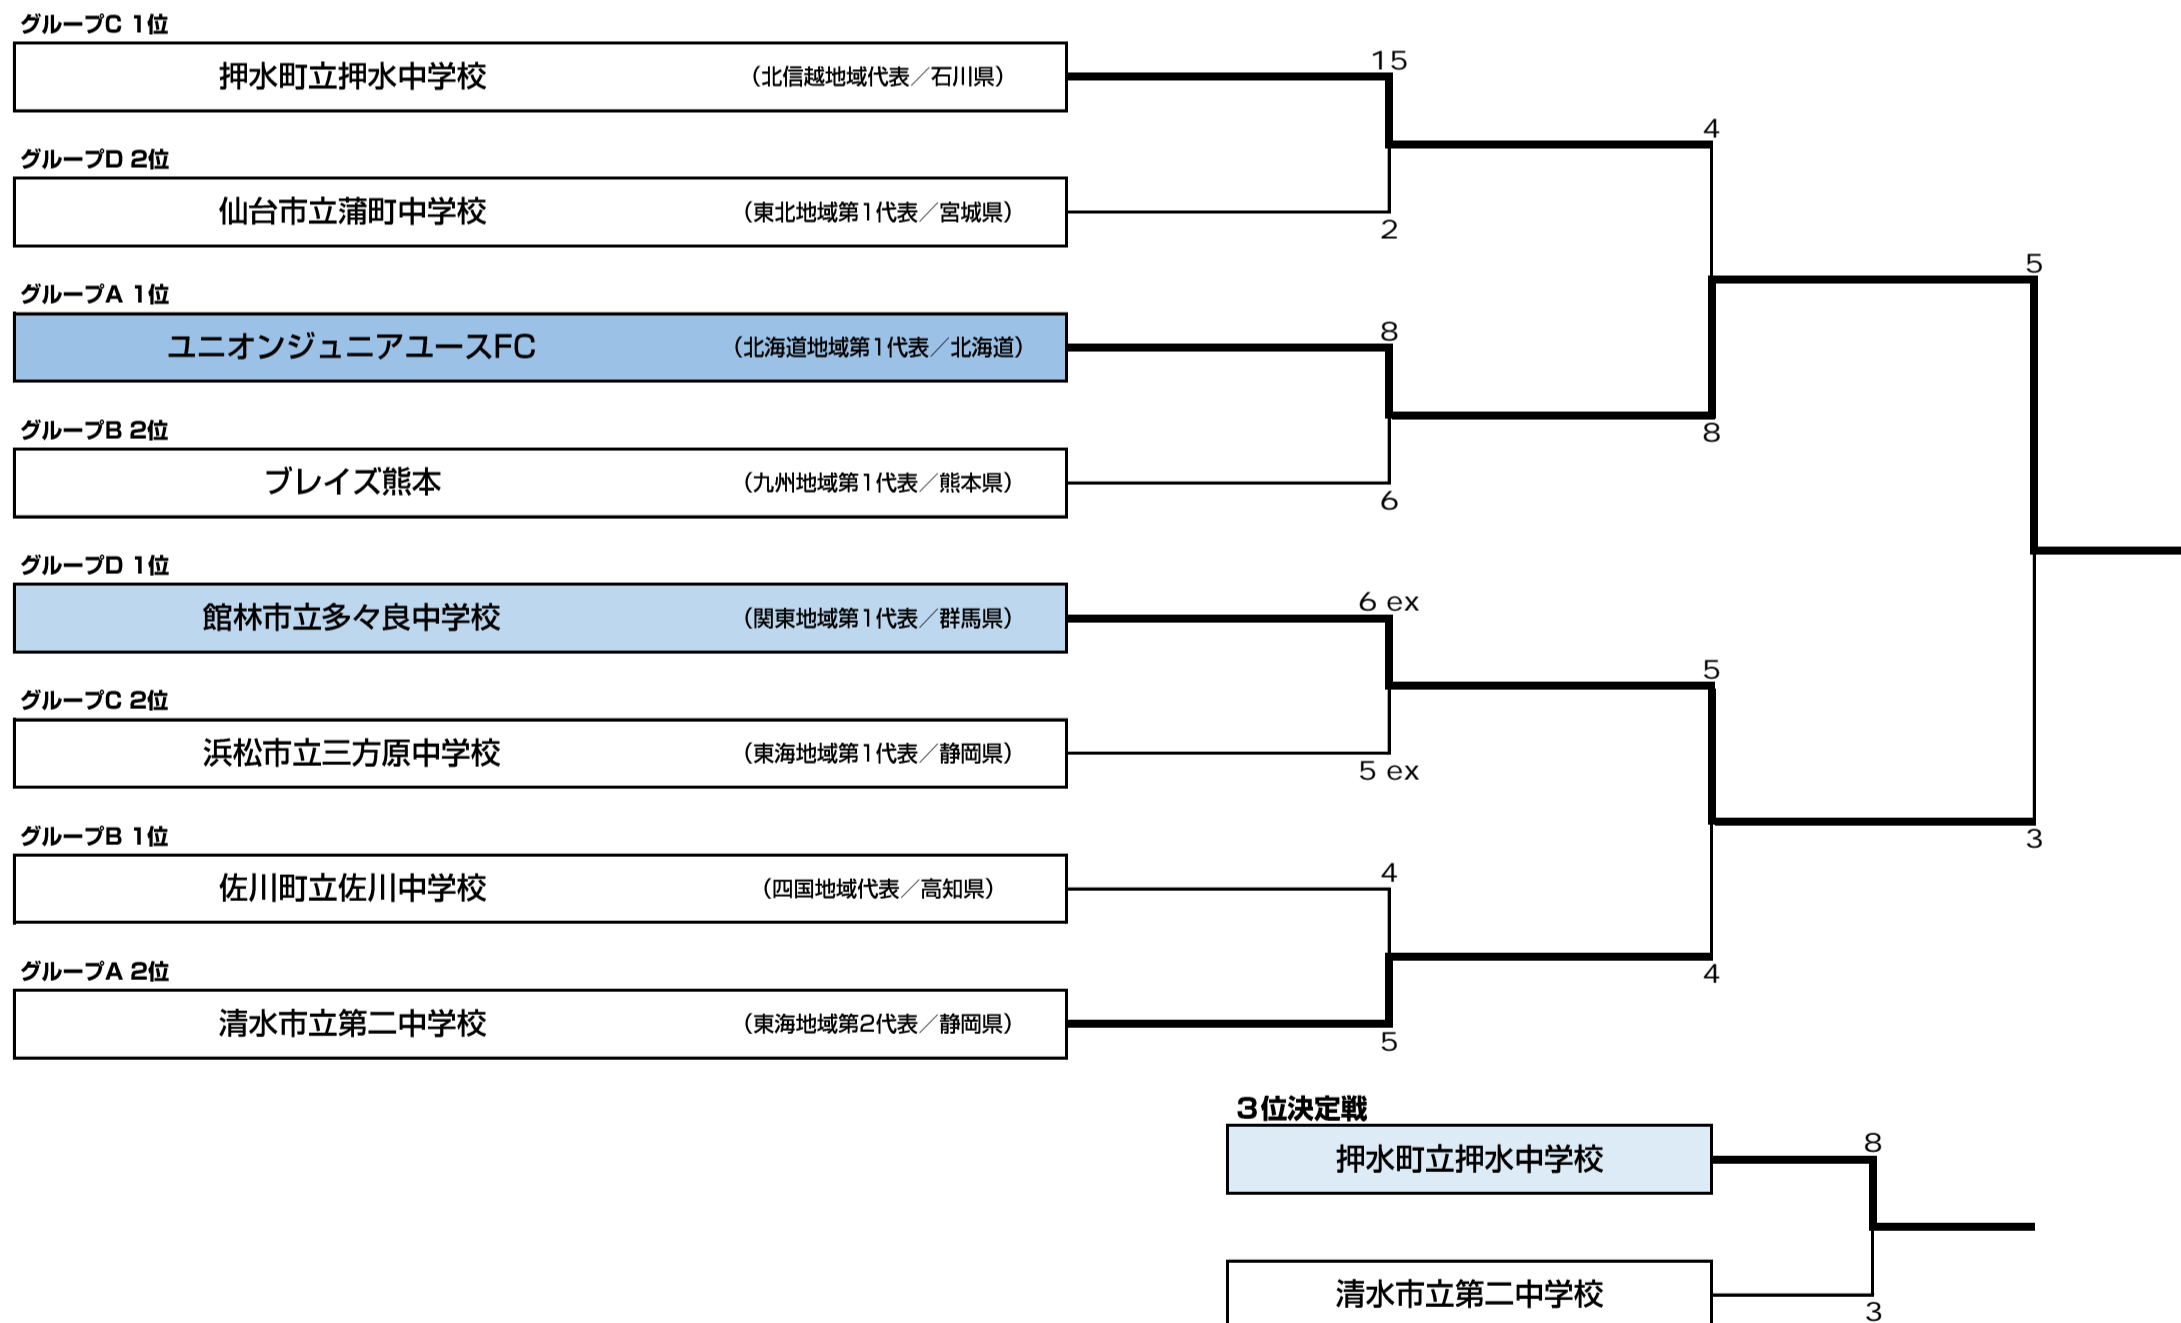 グループC 1位
押水町立押水中学校 （北信越地域代表／石川県）
15
4
グループD 2位
仙台市立蒲町中学校 （東北地域第1代表／宮城県）
2
5
グループA 1位
ユニオンジュニアユースFC （北海道地域第1代表／北海道）
8
8
グループB 2位
ブレイズ熊本 （九州地域第1代表／熊本県）
6
グループD 1位
館林市立多々良中学校 （関東地域第1代表／群馬県）
6 ex
5
グループC 2位
浜松市立三方原中学校 （東海地域第1代表／静岡県）
5 ex
3
グループB 1位
佐川町立佐川中学校 （四国地域代表／高知県）
4
4
グループA 2位
清水市立第二中学校 （東海地域第2代表／静岡県）
5
３位決定戦
押水町立押水中学校
8
清水市立第二中学校
3